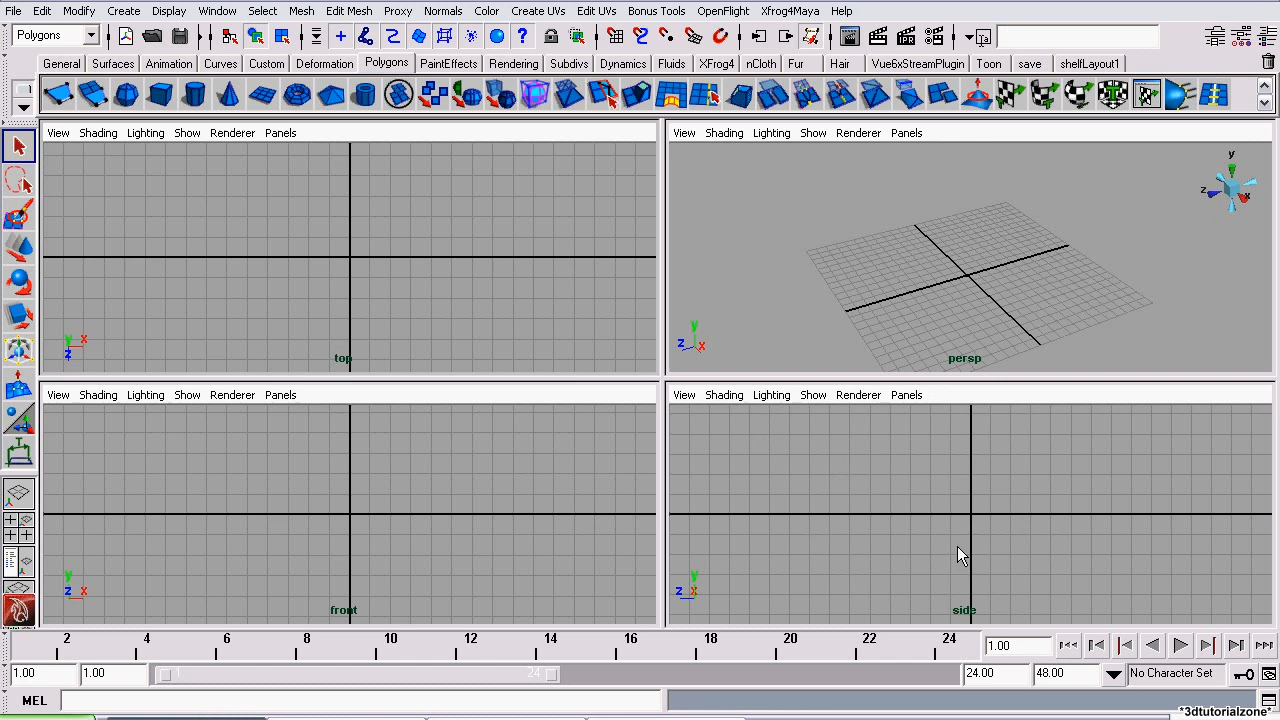 File Edit Modify Create Display Window Select Mesh Edit Mesh Proxy Normals Color Create UVs Edit UVs Bonus Tools OpenFlight Xfrog4Maya Help
Polygons
General Surfaces Animation Curves Custom Deformation Polygons PaintEffects Rendering Subdivs Dynamics Fluids XFrog4 nCloth Fur Hair Vue6xStreamPlugin Toon save shelfLayout1
View Shading Lighting Show Renderer Panels
View Shading Lighting Show Renderer Panels
y
z x
y x
z
top
y
z x
persp
View Shading Lighting Show Renderer Panels
View Shading Lighting Show Renderer Panels
y
z x
front
y
z x
side
2 4 6 8 10 12 14 16 18 20 22 24
1.00
1.00 1.00 1 24 24.00 48.00 No Character Set
MEL
*3dtutorialzone*